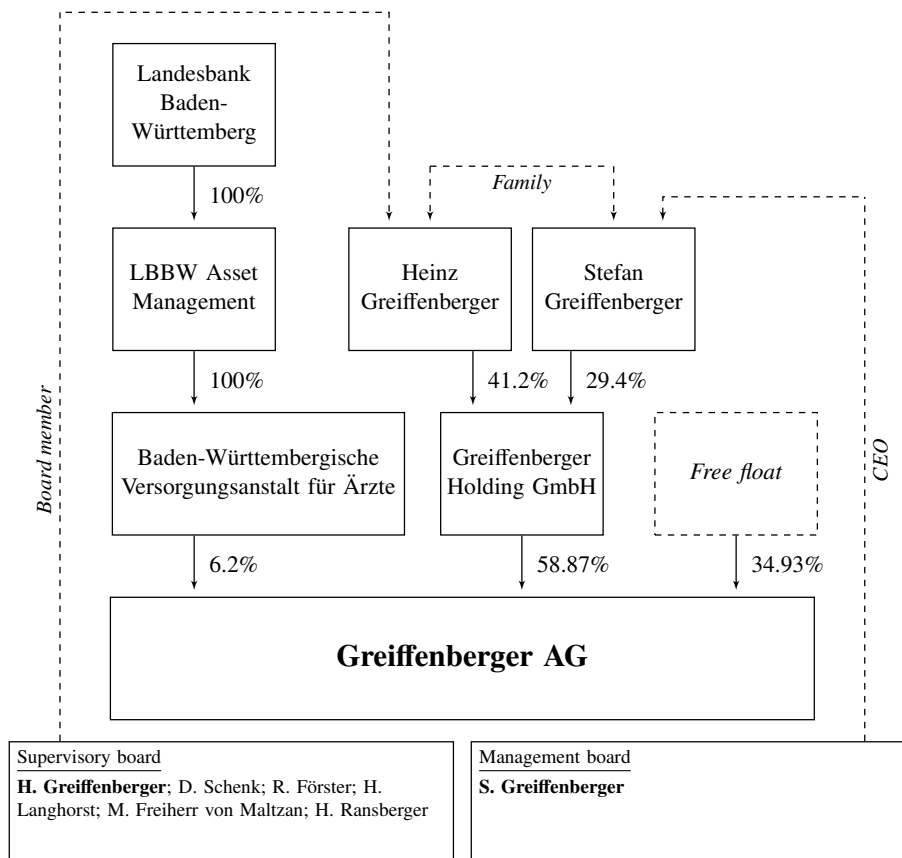 Landesbank
Baden-
Württemberg
100%
Family
LBBW Asset
Management
Heinz
Greiffenberger
Stefan
Greiffenberger
100%
41.2%
29.4%
Board member
Baden-Württembergische
Versorgungsanstalt für Ärzte
Greiffenberger
Holding GmbH
Free float
CEO
6.2%
58.87%
34.93%
Greiffenberger AG
Supervisory board
H. Greiffenberger; D. Schenk; R. Förster; H.
Langhorst; M. Freiherr von Maltzan; H. Ransberger
Management board
S. Greiffenberger